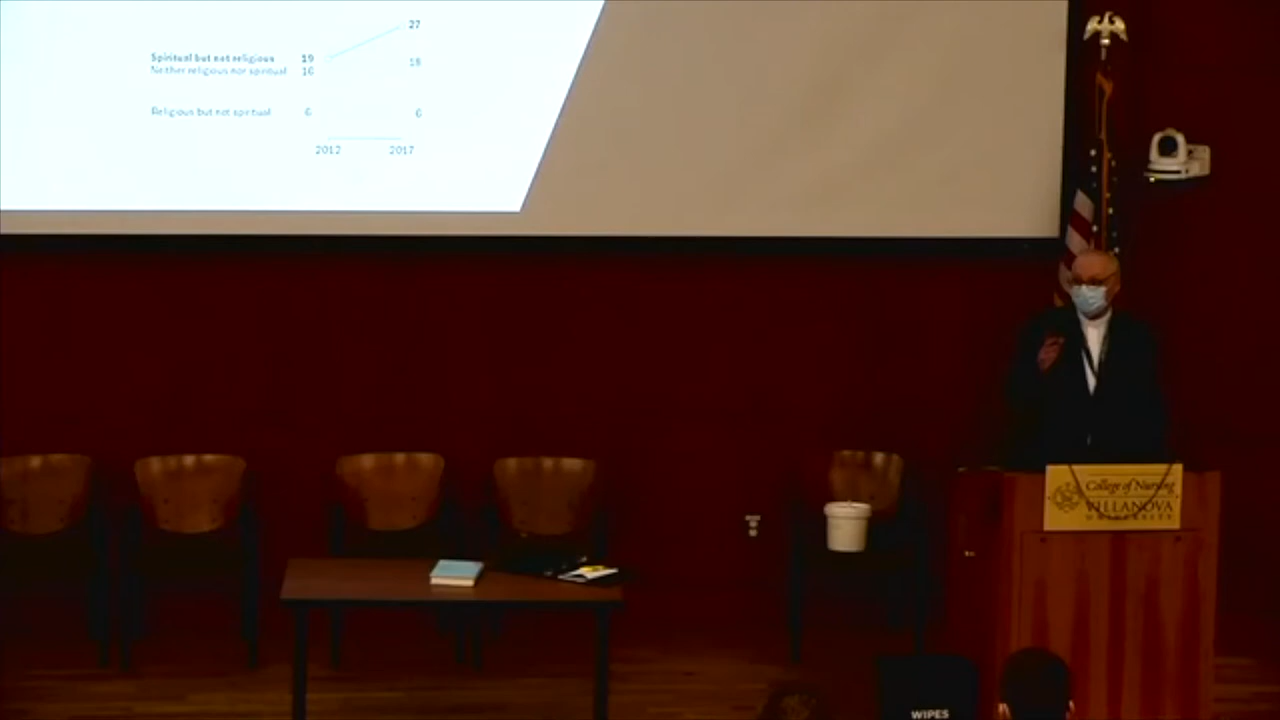 27
Spiritual but not religious 19
18
Neither religious nor spiritual 16
Religious but not spiritual 6 6
2012 2017
College of Nursing
VILLANOVA
UNIVERSITY
WIPES